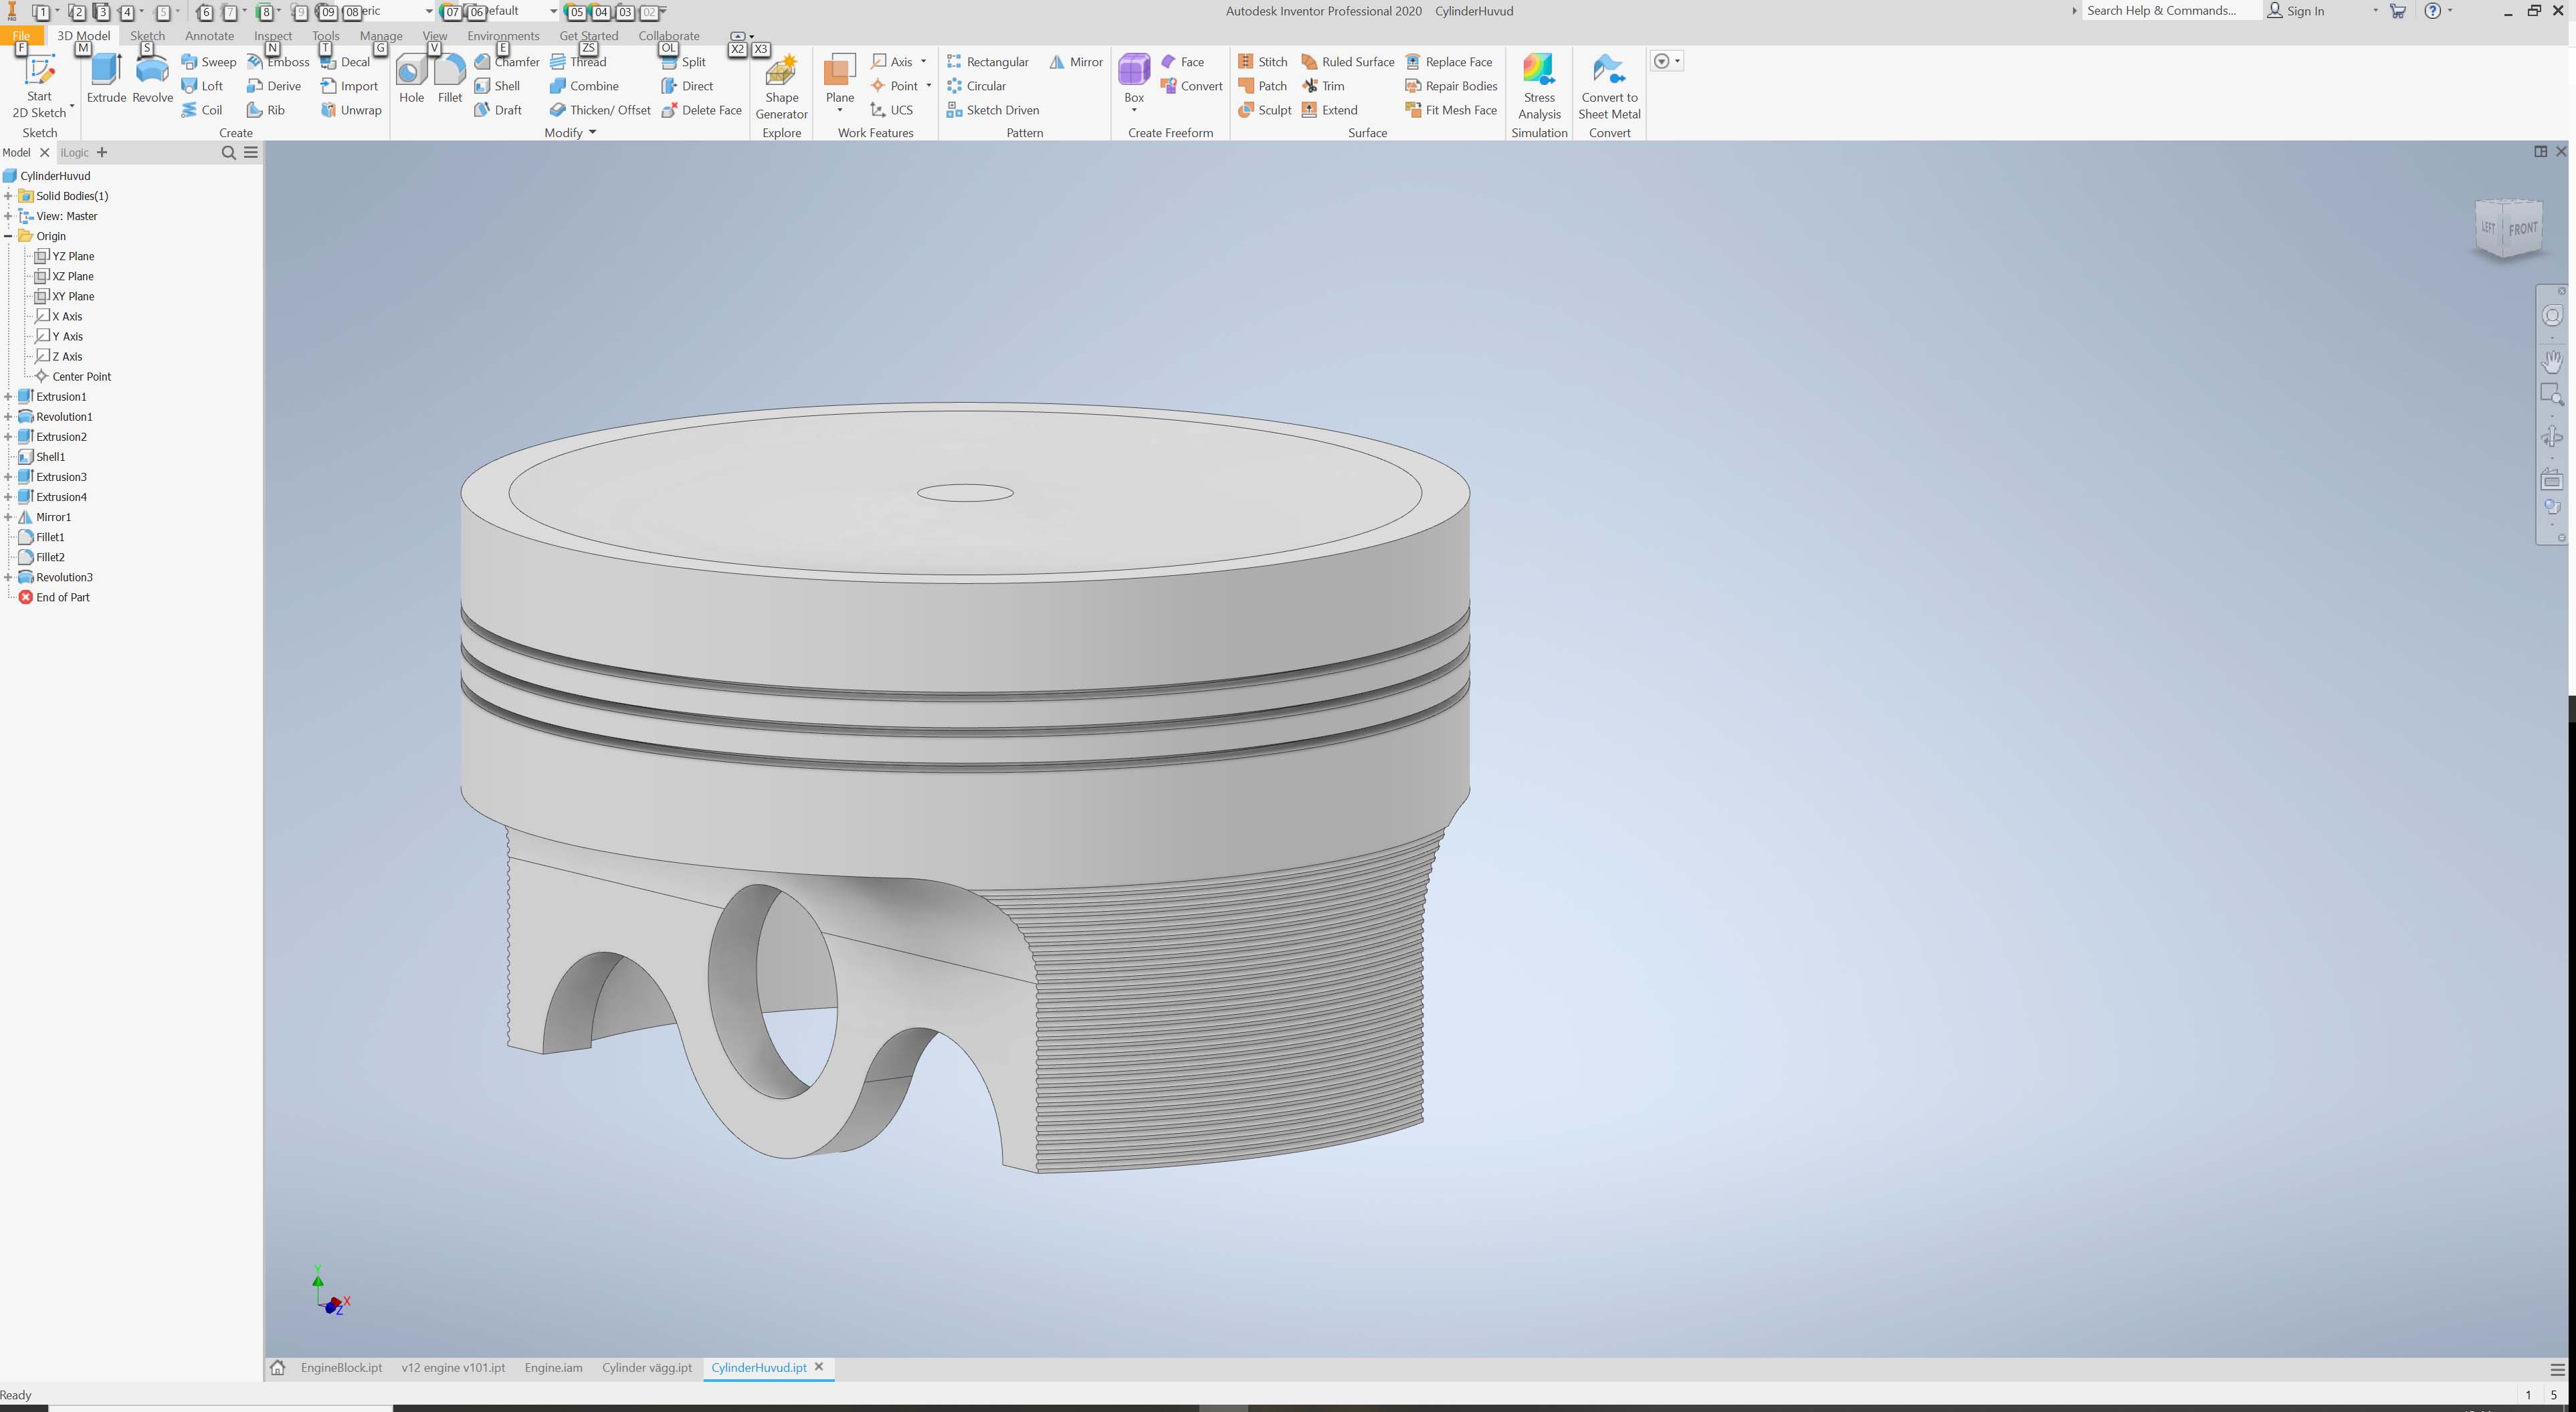 PRO 1 2 3 4 5 6 7 8 9 09 08 eric 07 06 efault 05 04 03 02 Autodesk Inventor Professional 2020 CylinderHuvud Search Help & Commands... Sign In
File 3D Model Sketch Annotate Inspect Tools Manage View Environments Get Started Collaborate
F M S N T G V E ZS OL X2 X3
Sweep Emboss Decal Chamfer Thread Split Axis Rectangular Mirror Face Stitch Ruled Surface Replace Face
Start Extrude Revolve Loft Derive Import Hole Fillet Shell Combine Direct Shape Plane Point Circular Box Convert Patch Trim Repair Bodies Stress Convert to
2D Sketch Coil Rib Unwrap Draft Thicken/ Offset Delete Face Generator UCS Sketch Driven Sculpt Extend Fit Mesh Face Analysis Sheet Metal
Sketch Create Modify Explore Work Features Pattern Create Freeform Surface Simulation Convert
Model iLogic
CylinderHuvud
Solid Bodies(1)
View: Master
Origin
YZ Plane
XZ Plane
XY Plane
X Axis
Y Axis
Z Axis
Center Point
Extrusion1
Revolution1
Extrusion2
Shell1
Extrusion3
Extrusion4
Mirror1
Fillet1
Fillet2
Revolution3
End of Part
LEFT FRONT
Y
X
Z
EngineBlock.ipt v12 engine v101.ipt Engine.iam Cylinder vägg.ipt CylinderHuvud.ipt
Ready 1 5